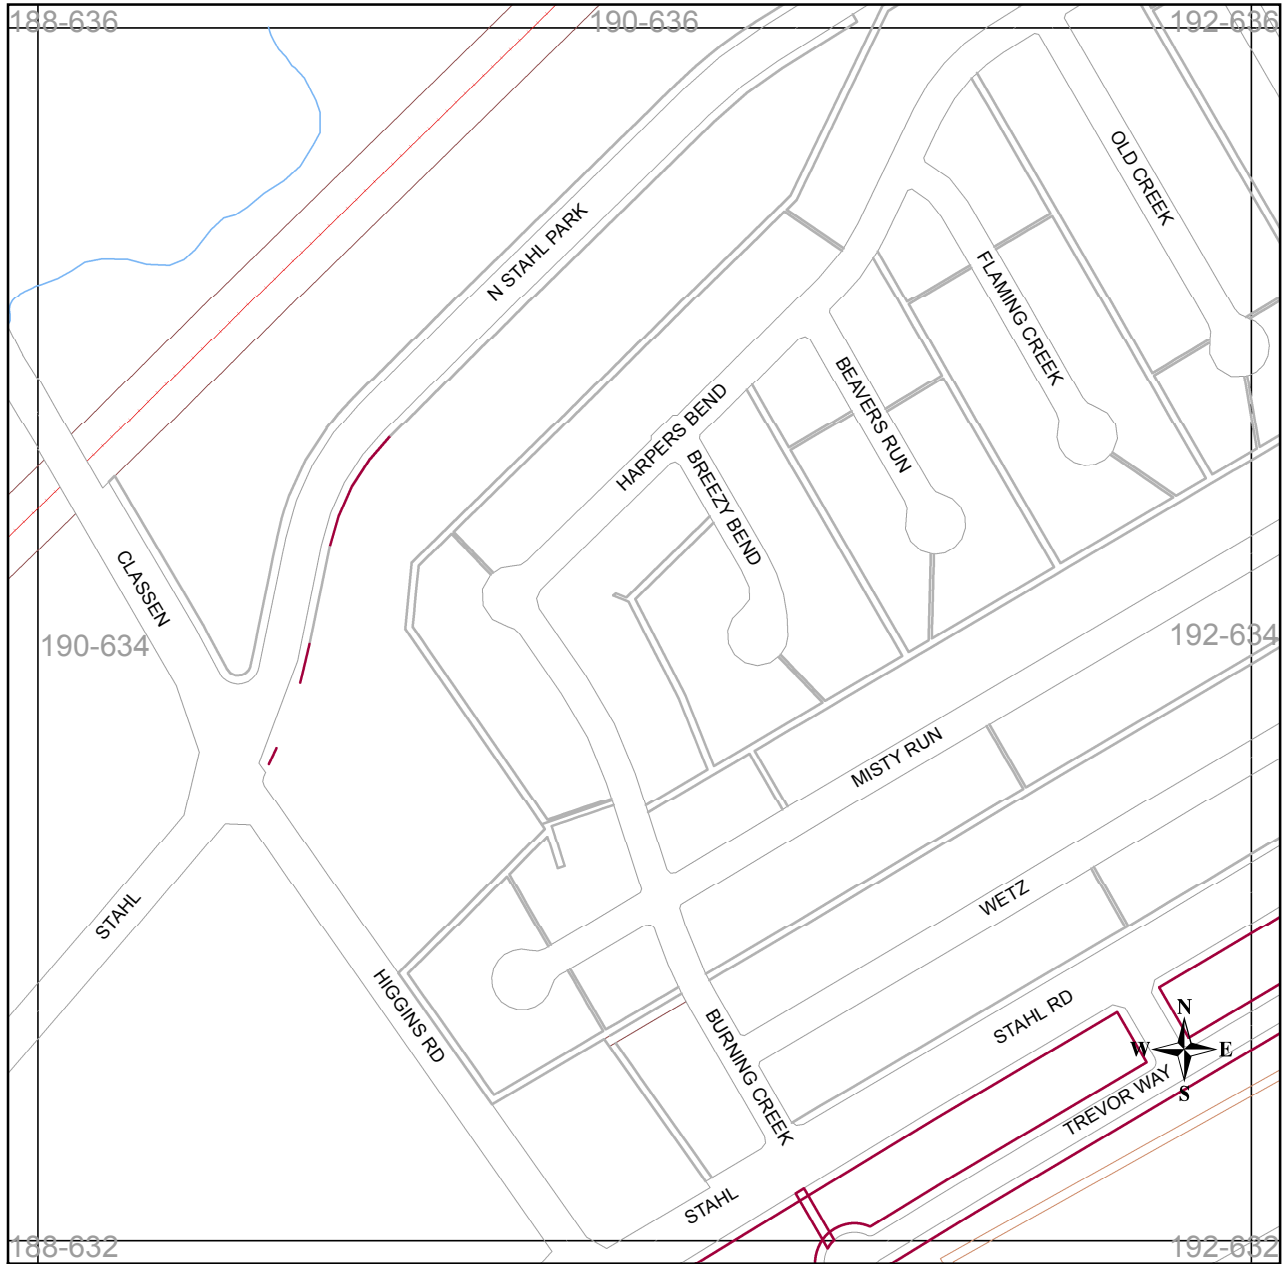 188-636
190-636
192-636
OLD CREEK
N STAHL PARK
FLAMING CREEK
BEAVERS RUN
HARPERS BEND
BREEZY BEND
CLASSEN
190-634
192-634
MISTY RUN
WETZ
STAHL
HIGGINS RD
STAHL RD
BURNING CREEK
N
W
E
S
TREVOR WAY
STAHL
188-632
192-632